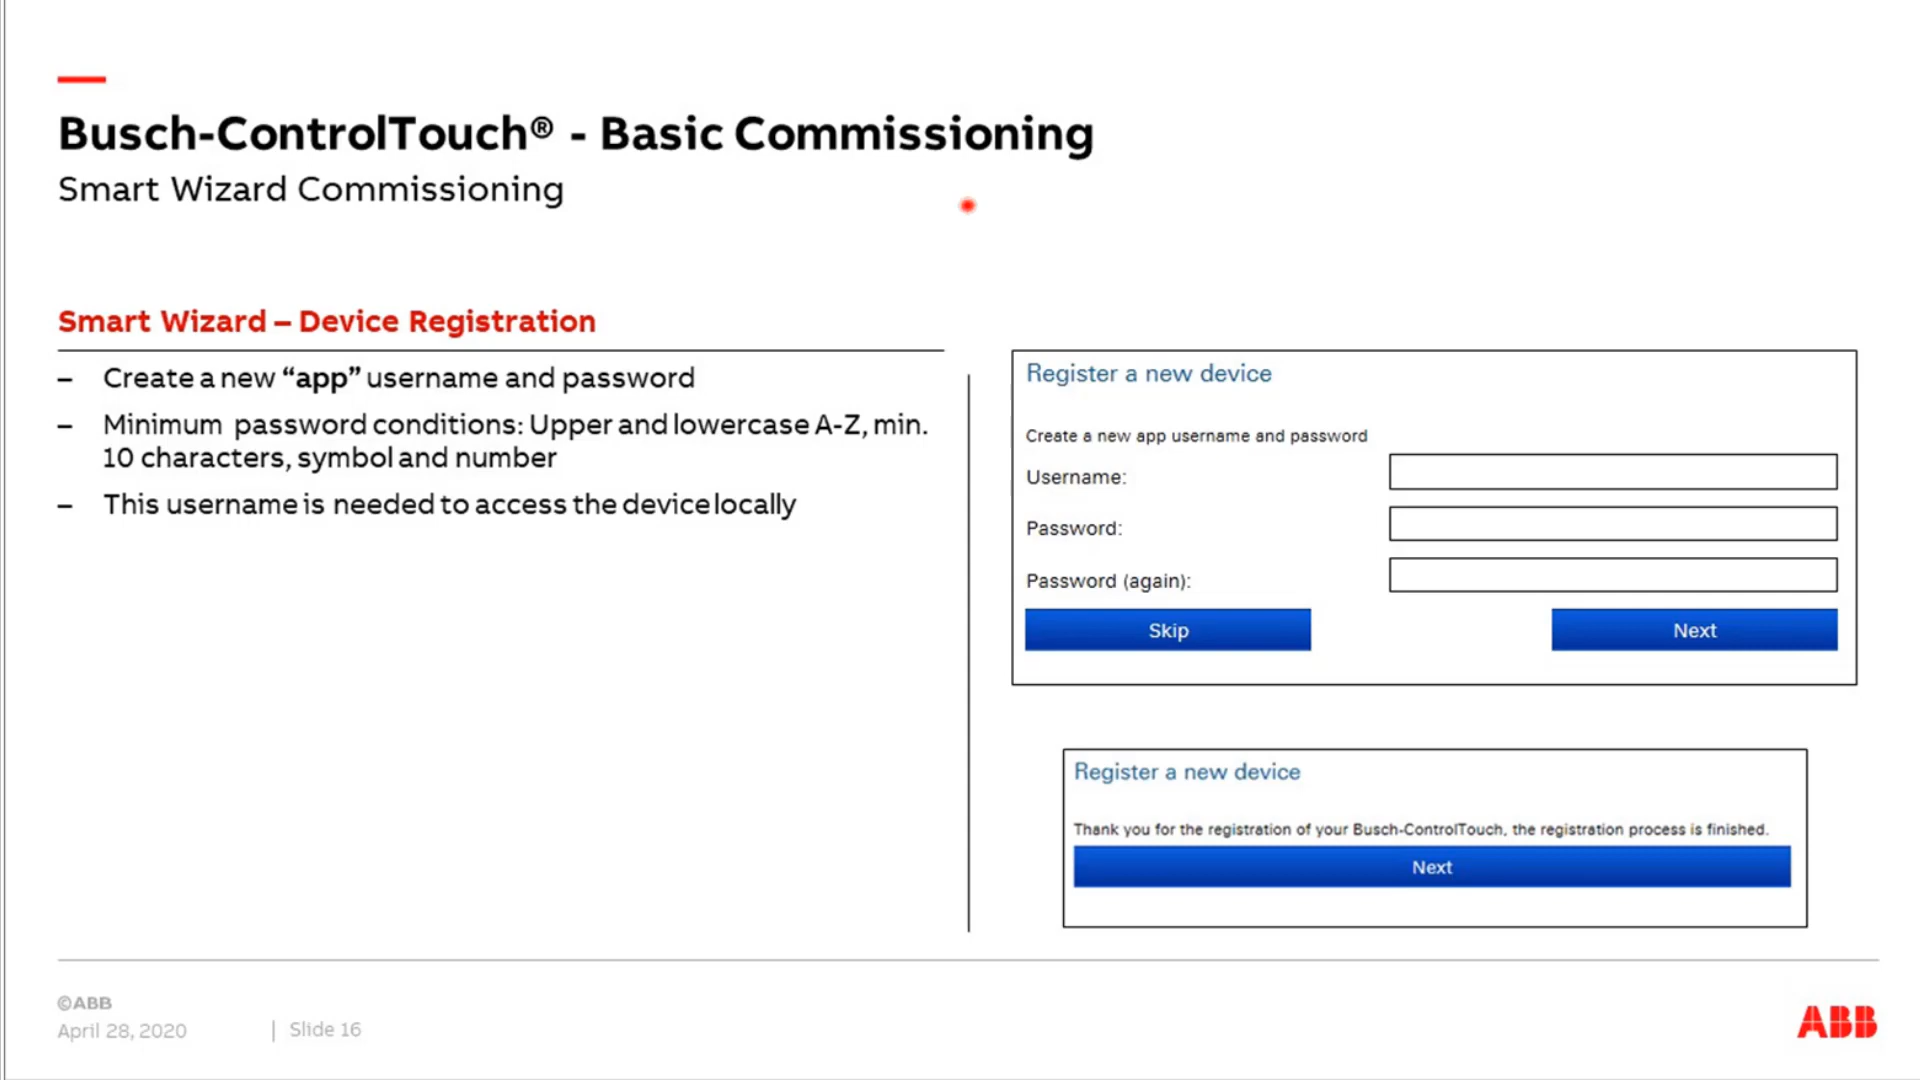 Busch-ControlTouch® - Basic Commissioning
Smart Wizard Commissioning
Smart Wizard – Device Registration
– Create a new “app” username and password
– Minimum password conditions: Upper and lowercase A-Z, min.
10 characters, symbol and number
– This username is needed to access the device locally
Register a new device
Create a new app username and password
Username:
Password:
Password (again):
Skip Next
Register a new device
Thank you for the registration of your Busch-ControlTouch, the registration process is finished.
Next
©ABB
April 28, 2020 | Slide 16
ABB